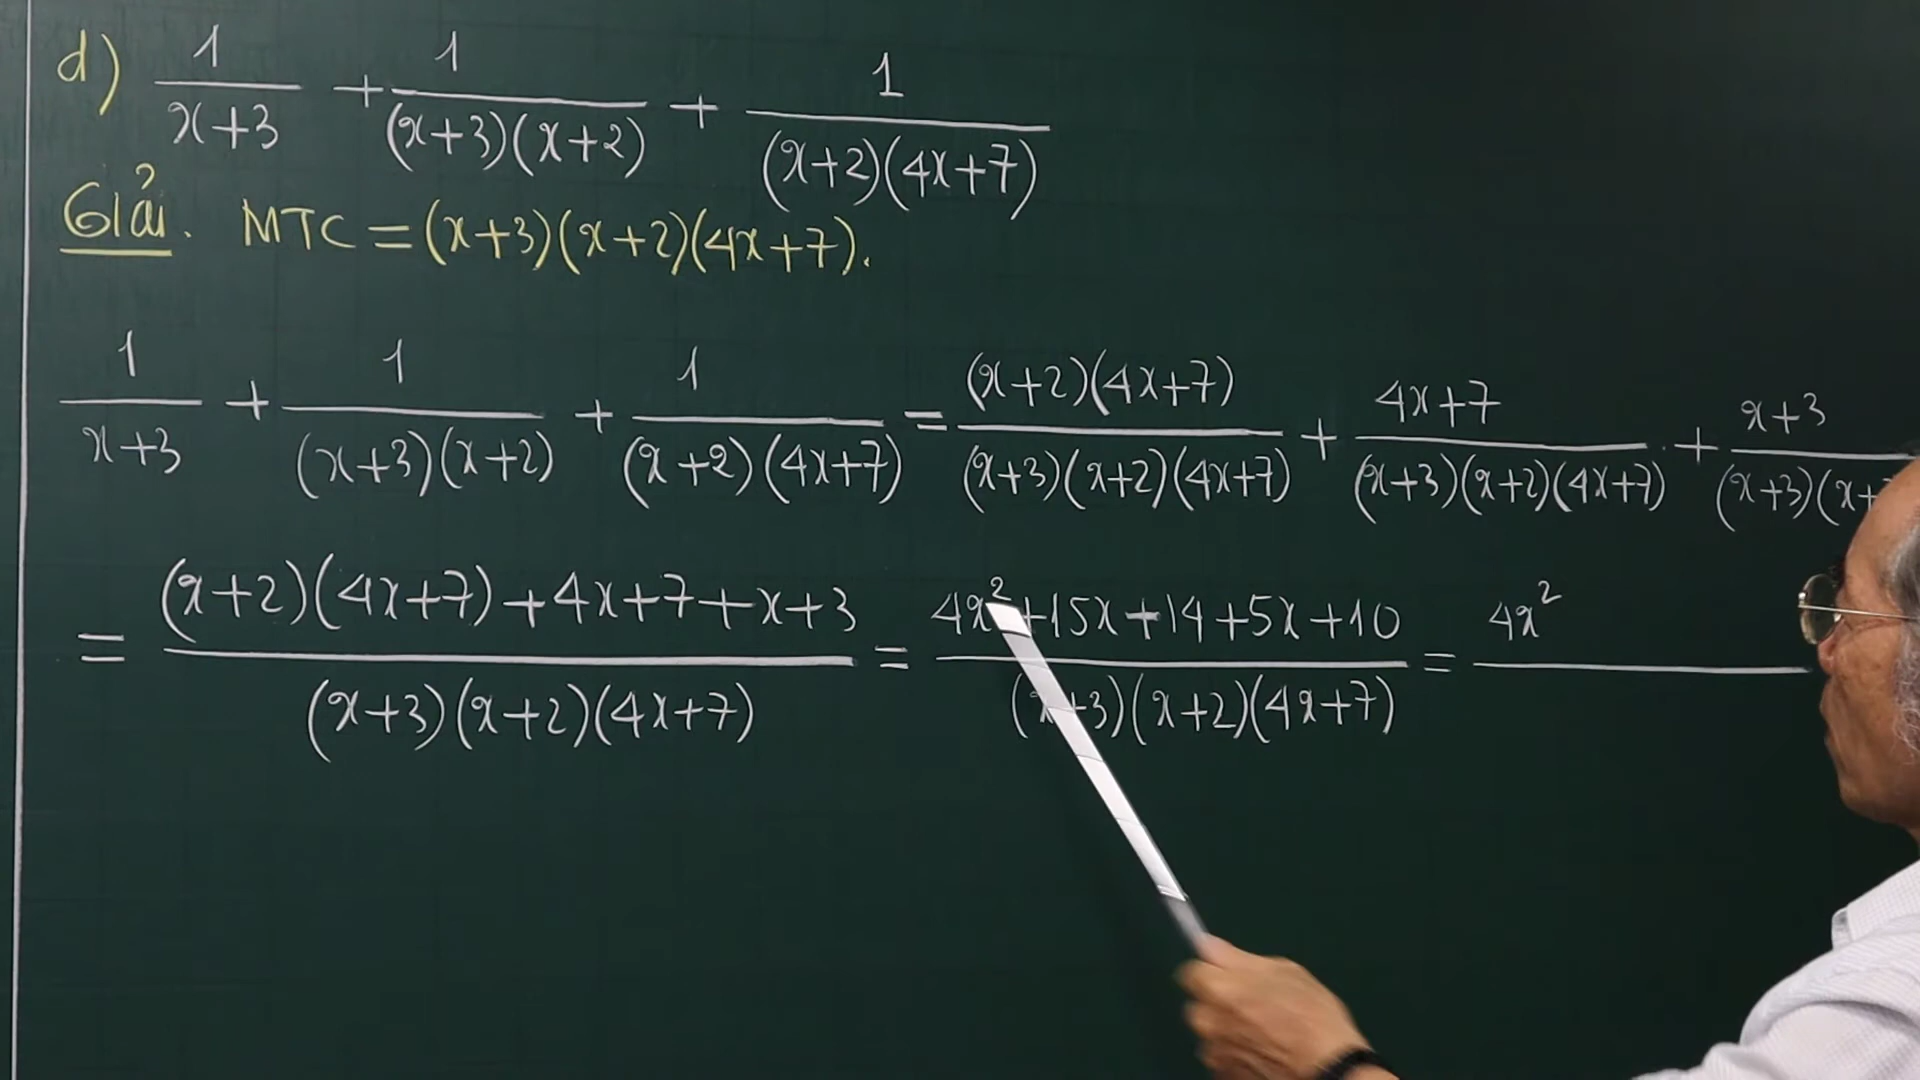 d) 1/(x+3) + 1/((x+3)(x+2)) + 1/((x+2)(4x+7))
Giải. MTC = (x+3)(x+2)(4x+7).
1/(x+3) + 1/((x+3)(x+2)) + 1/((x+2)(4x+7)) = ((x+2)(4x+7))/((x+3)(x+2)(4x+7)) + (4x+7)/((x+3)(x+2)(4x+7)) + (x+3)/((x+3)(x+
= ((x+2)(4x+7)+4x+7+x+3)/((x+3)(x+2)(4x+7)) = (4x²+15x+14+5x+10)/((x+3)(x+2)(4x+7)) = 4x²